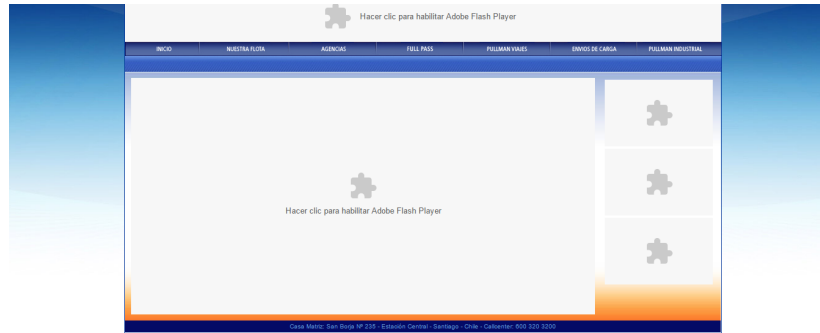 Hacer clic para habilitar Adobe Flash Player
INICIO NUESTRA FLOTA AGENCIAS FULL PASS PULLMAN VIAJES ENVIOS DE CARGA PULLMAN INDUSTRIAL
Hacer clic para habilitar Adobe Flash Player
Casa Matriz: San Borja Nº 235 - Estación Central - Santiago - Chile - Callcenter: 600 320 3200